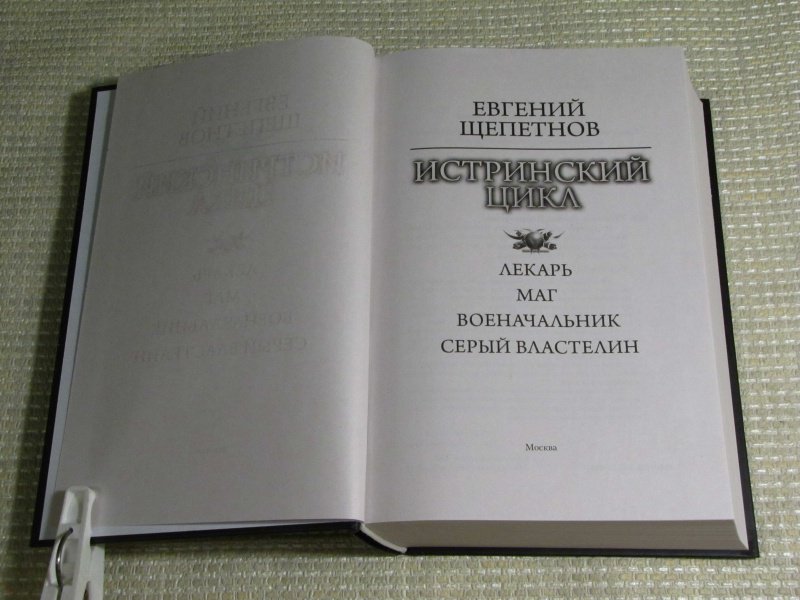 ЕВГЕНИЙ
ЩЕПЕТНОВ
ИСТРИНСКИЙ
ЦИКЛ
ЛЕКАРЬ
МАГ
ВОЕНАЧАЛЬНИК
СЕРЫЙ ВЛАСТЕЛИН
Москва